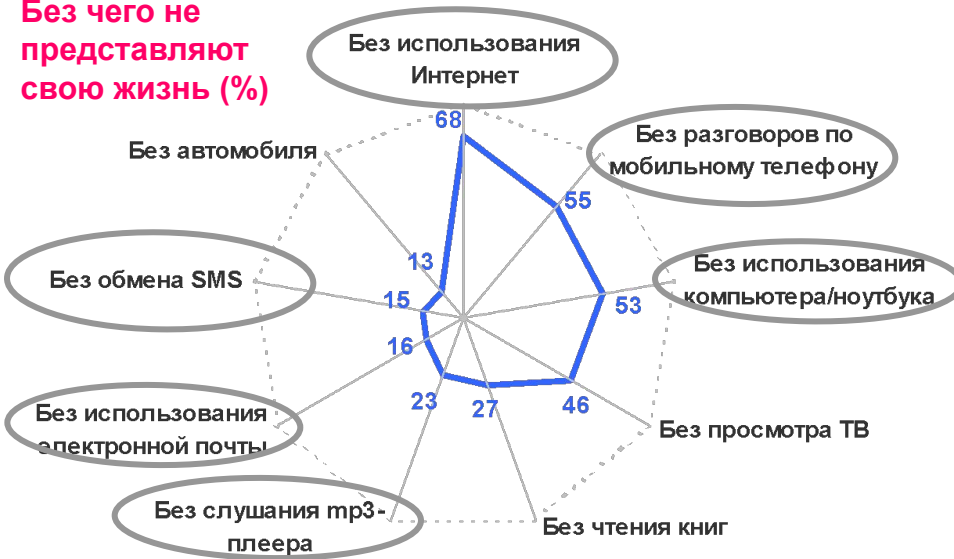 Без чего не
представляют
свою жизнь (%)
Без использования
Интернет
68
Без разговоров по
мобильному телефону
55
Без использования
компьютера/ноутбука
53
Без просмотра ТВ
46
Без чтения книг
27
Без слушания mp3-
плеера
23
Без использования
электронной почты
16
Без обмена SMS
15
Без автомобиля
13